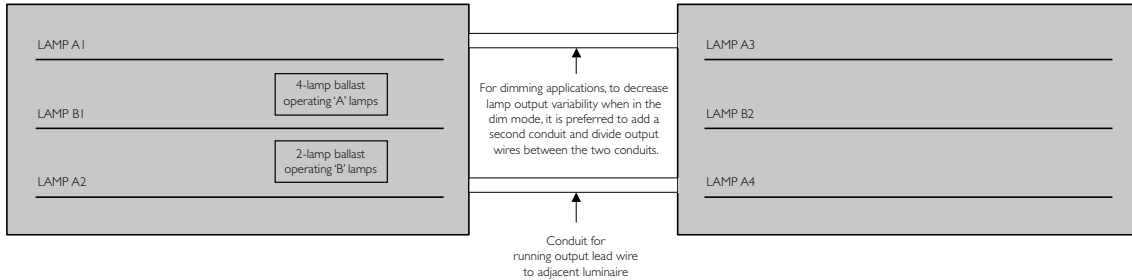 LAMP A1
4-lamp ballast
operating ‘A’ lamps
LAMP B1
2-lamp ballast
operating ‘B’ lamps
LAMP A2
For dimming applications, to decrease
lamp output variability when in the
dim mode, it is preferred to add a
second conduit and divide output
wires between the two conduits.
Conduit for
running output lead wire
to adjacent luminaire
LAMP A3
LAMP B2
LAMP A4